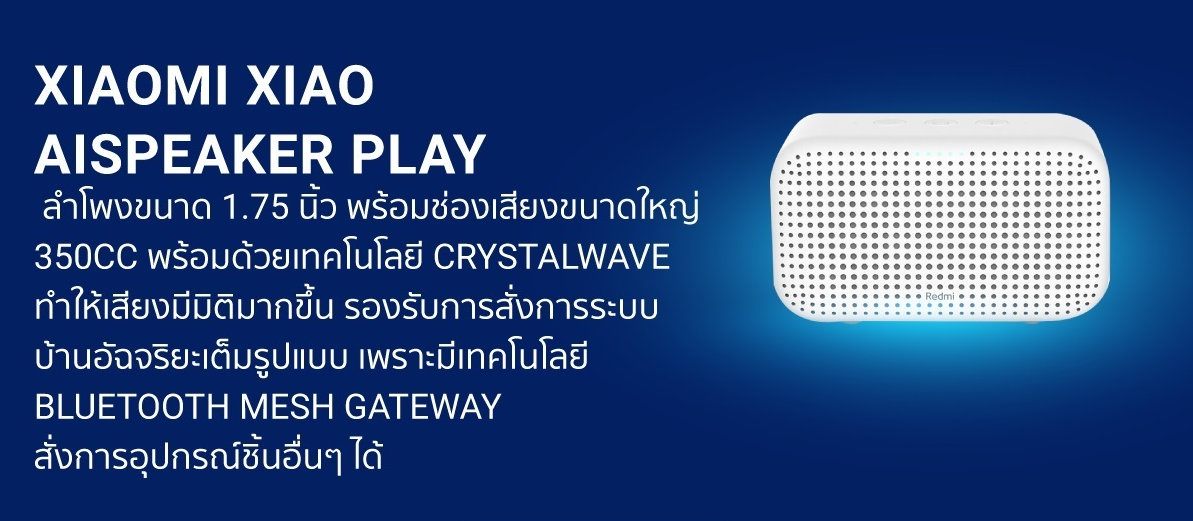 XIAOMI XIAO
AISPEAKER PLAY
ลำโพงขนาด 1.75 นิ้ว พร้อมช่องเสียงขนาดใหญ่
350CC พร้อมด้วยเทคโนโลยี CRYSTALWAVE
ทำให้เสียงมีมิติมากขึ้น รองรับการสั่งการระบบ
บ้านอัฉจริยะเต็มรูปแบบ เพราะมีเทคโนโลยี
BLUETOOTH MESH GATEWAY
สั่งการอุปกรณ์ชิ้นอื่นๆ ได้
Redmi